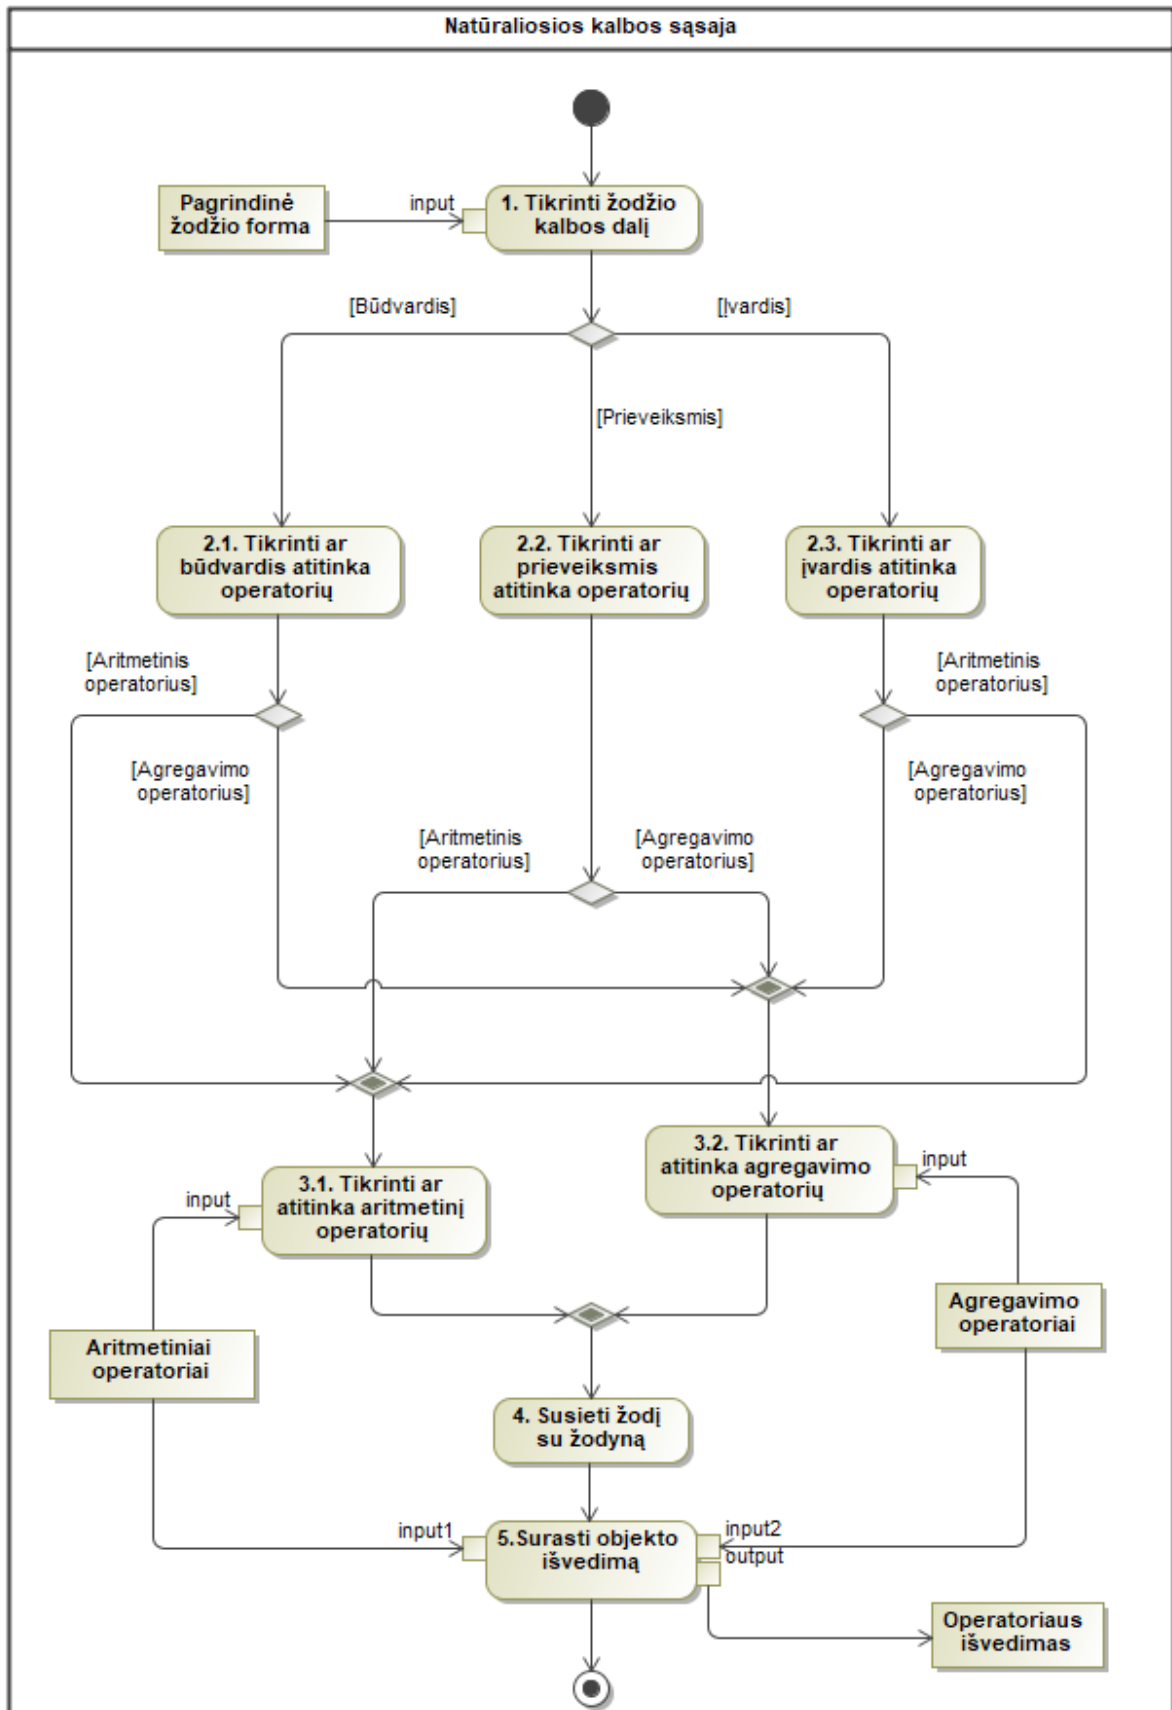 Natūraliosios kalbos sąsaja
Pagrindinė
žodžio forma
input
1. Tikrinti žodžio
kalbos dalį
[Būdvardis]
[Įvardis]
[Prieveiksmis]
2.1. Tikrinti ar
būdvardis atitinka
operatorių
2.2. Tikrinti ar
prieveiksmis
atitinka operatorių
2.3. Tikrinti ar
įvardis atitinka
operatorių
[Aritmetinis
operatorius]
[Aritmetinis
operatorius]
[Agregavimo
operatorius]
[Agregavimo
operatorius]
[Aritmetinis
operatorius]
[Agregavimo
operatorius]
3.2. Tikrinti ar
atitinka agregavimo
operatorių
input
input
3.1. Tikrinti ar
atitinka aritmetinį
operatorių
Agregavimo
operatoriai
Aritmetiniai
operatoriai
4. Susieti žodį
su žodyną
input1
5.Surasti objekto
išvedimą
input2
output
Operatoriaus
išvedimas